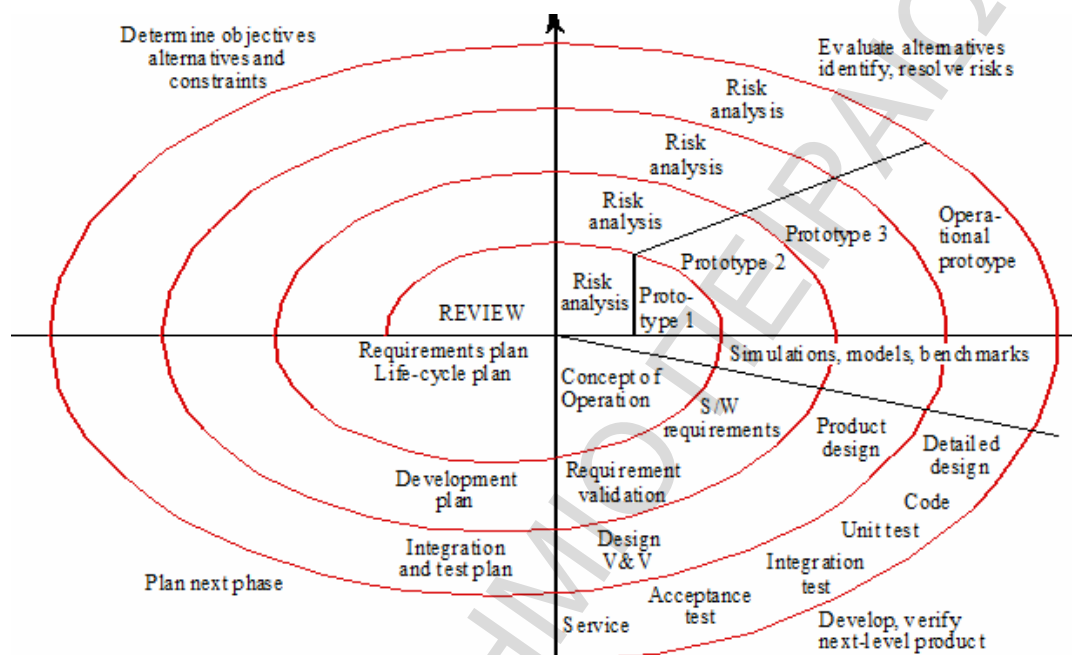 Determine objectives
alternatives and
constraints
Evaluate alternatives
identify, resolve risks
Risk
analysis
Risk
analysis
Risk
analysis
Risk
analysis
Proto-
type 1
Prototype 2
Prototype 3
Opera-
tional
protoype
REVIEW
Requirements plan
Life-cycle plan
Simulations, models, benchmarks
Concept of
Operation
S/W
requirements
Product
design
Detailed
design
Development
plan
Requirement
validation
Code
Unit test
Integration
and test plan
Design
V&V
Integration
test
Plan next phase
Acceptance
test
Service
Develop, verify
next-level product